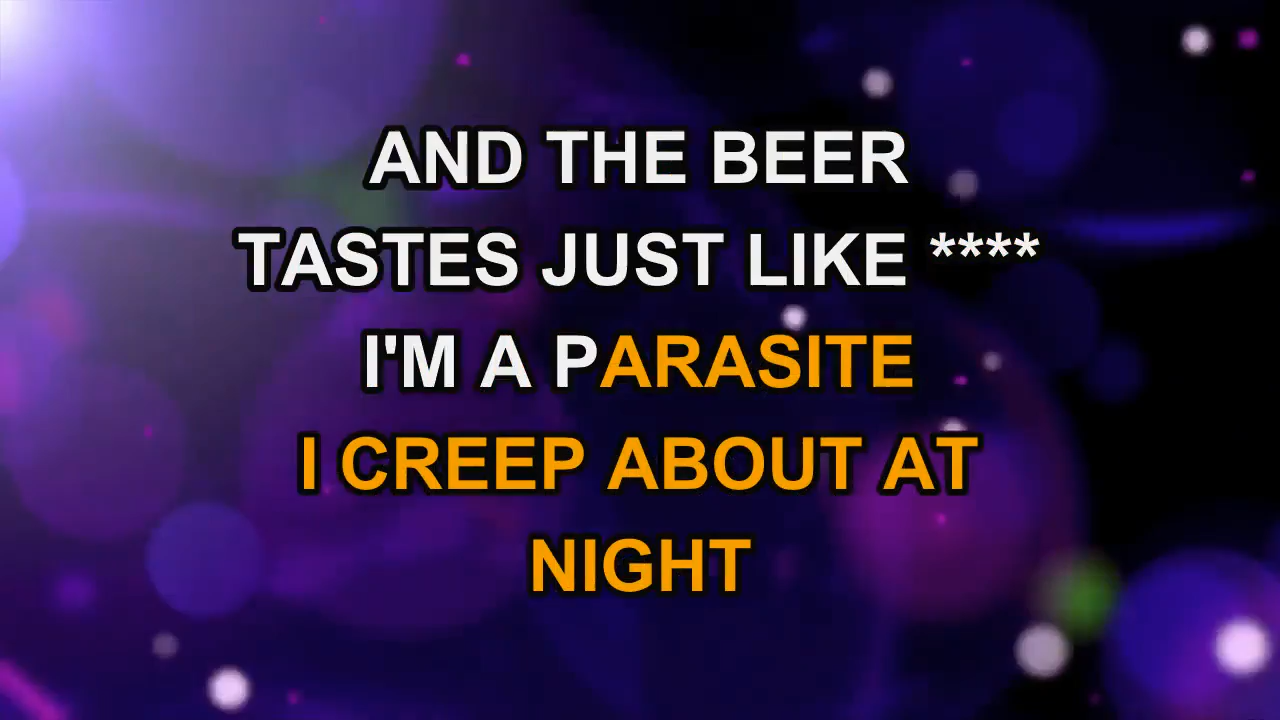 AND THE BEER
TASTES JUST LIKE ****
I'M A PARASITE
I CREEP ABOUT AT
NIGHT